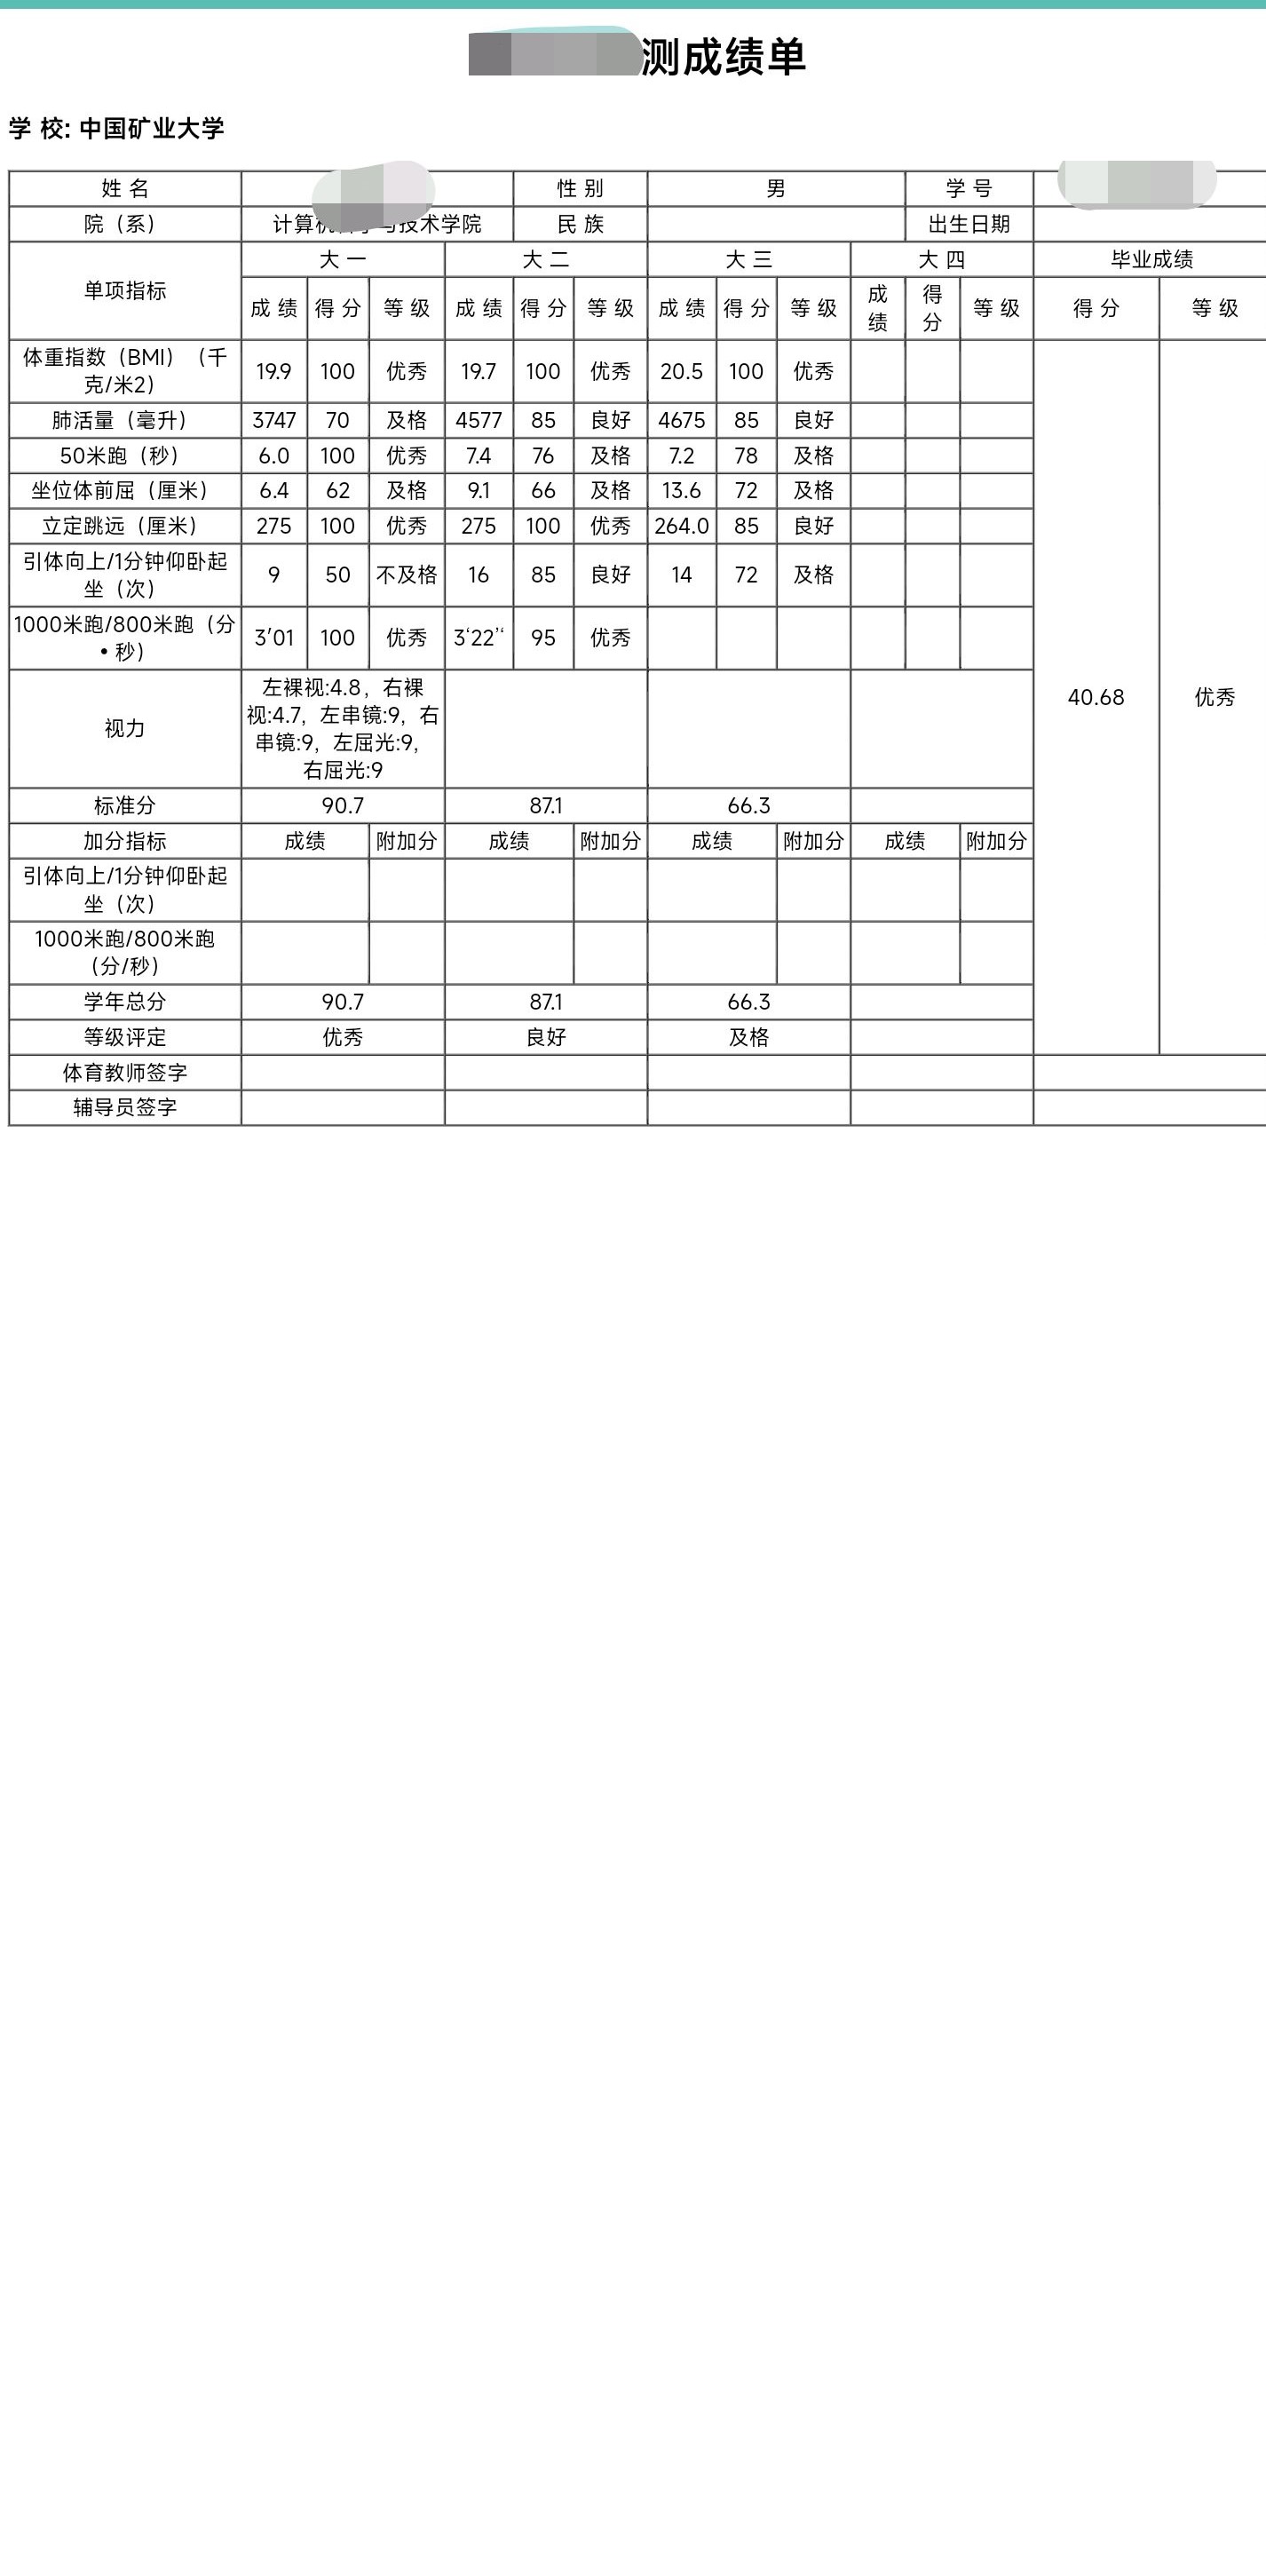 测成绩单
学 校: 中国矿业大学
姓 名 性 别 男 学 号
院（系） 计算机 与技术学院 民 族 出生日期
单项指标 大 一 大 二 大 三 大 四 毕业成绩
成 绩 得 分 等 级 成 绩 得 分 等 级 成 绩 得 分 等 级 成绩 得分 等 级 得 分 等 级
体重指数（BMI）（千
克/米2） 19.9 100 优秀 19.7 100 优秀 20.5 100 优秀
肺活量（毫升） 3747 70 及格 4577 85 良好 4675 85 良好
50米跑（秒） 6.0 100 优秀 7.4 76 及格 7.2 78 及格
坐位体前屈（厘米） 6.4 62 及格 9.1 66 及格 13.6 72 及格
立定跳远（厘米） 275 100 优秀 275 100 优秀 264.0 85 良好
引体向上/1分钟仰卧起
坐（次） 9 50 不及格 16 85 良好 14 72 及格
1000米跑/800米跑（分
• 秒） 3′01 100 优秀 3‘22’‘ 95 优秀
视力
左裸视:4.8，右裸
视:4.7，左串镜:9，右
串镜:9，左屈光:9，
右屈光:9
40.68 优秀
标准分 90.7 87.1 66.3
加分指标 成绩 附加分 成绩 附加分 成绩 附加分 成绩 附加分
引体向上/1分钟仰卧起
坐（次）
1000米跑/800米跑
（分/秒）
学年总分 90.7 87.1 66.3
等级评定 优秀 良好 及格
体育教师签字
辅导员签字